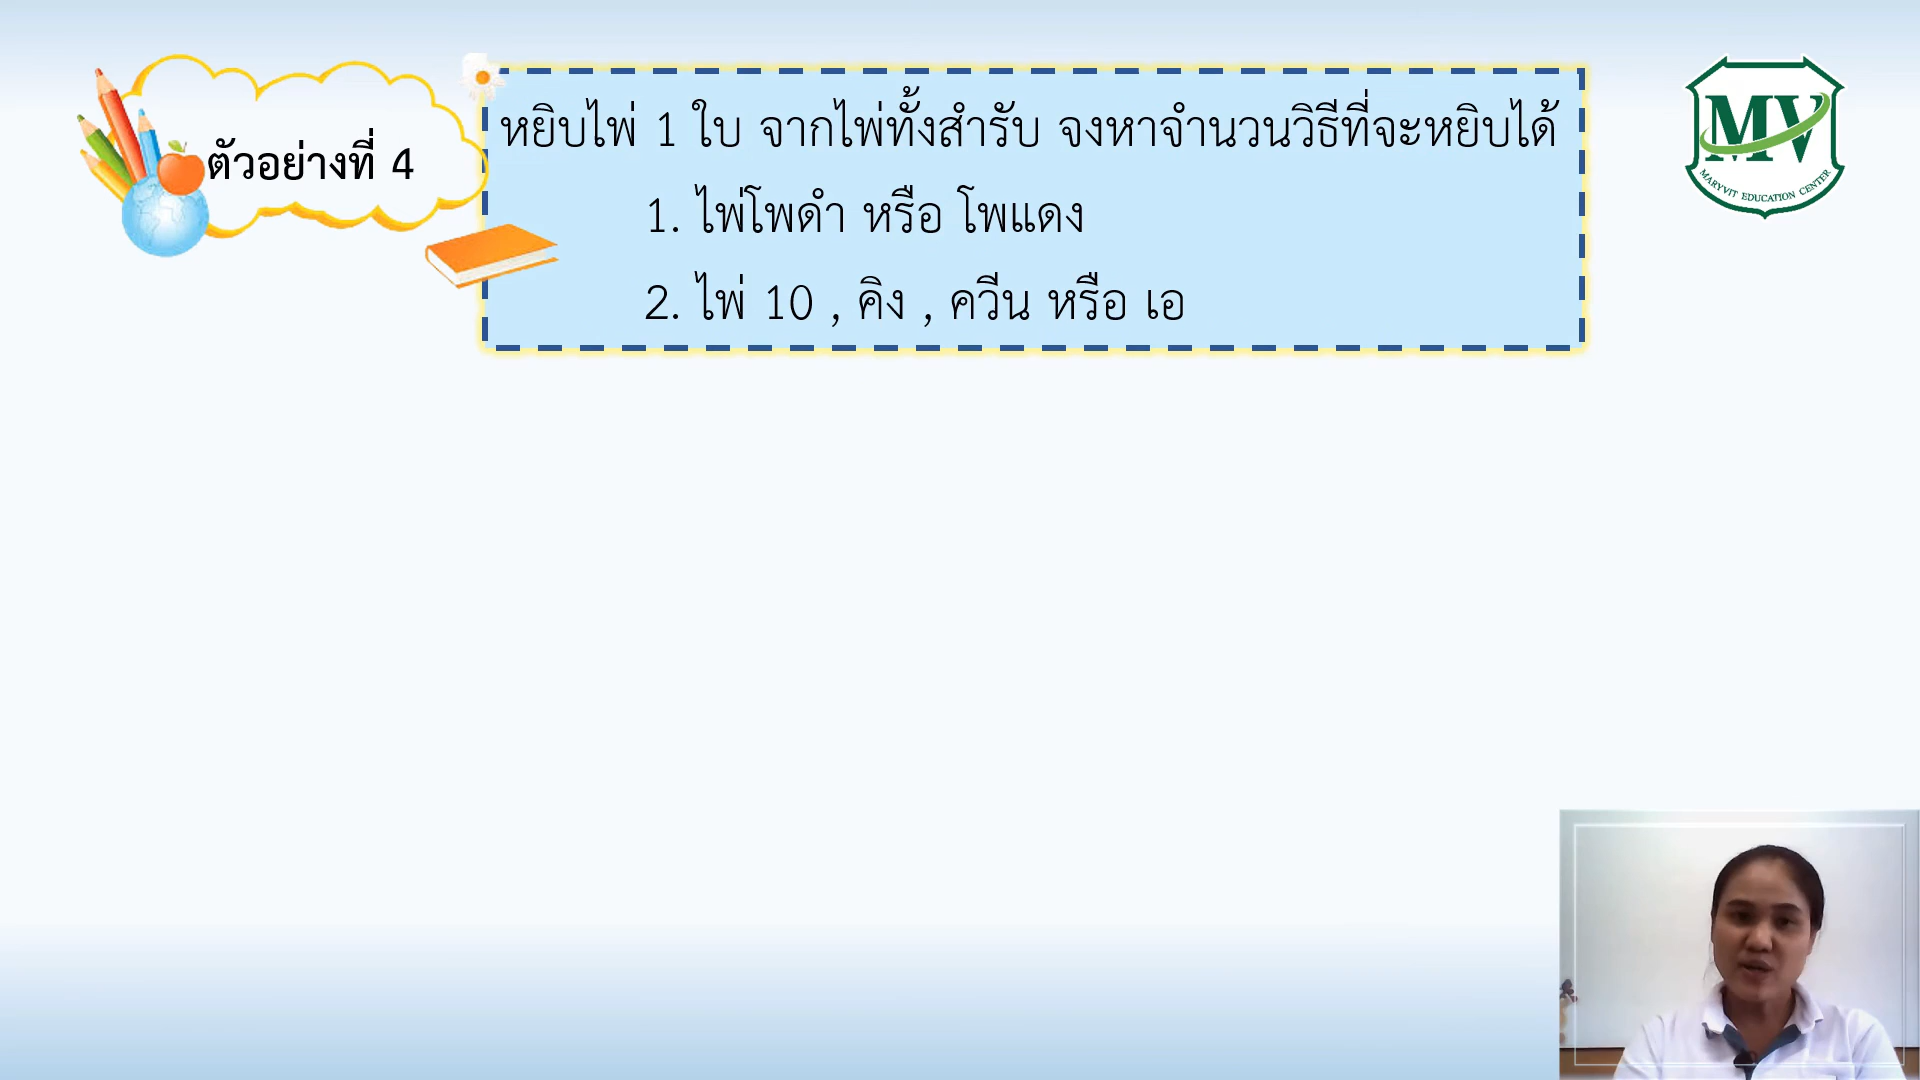 ตัวอย่างที่ 4
หยิบไพ่ 1 ใบ จากไพ่ทั้งสำรับ จงหาจำนวนวิธีที่จะหยิบได้
1. ไพ่โพดำ หรือ โพแดง
2. ไพ่ 10 , คิง , ควีน หรือ เอ
MV
MARYVIT EDUCATION CENTER